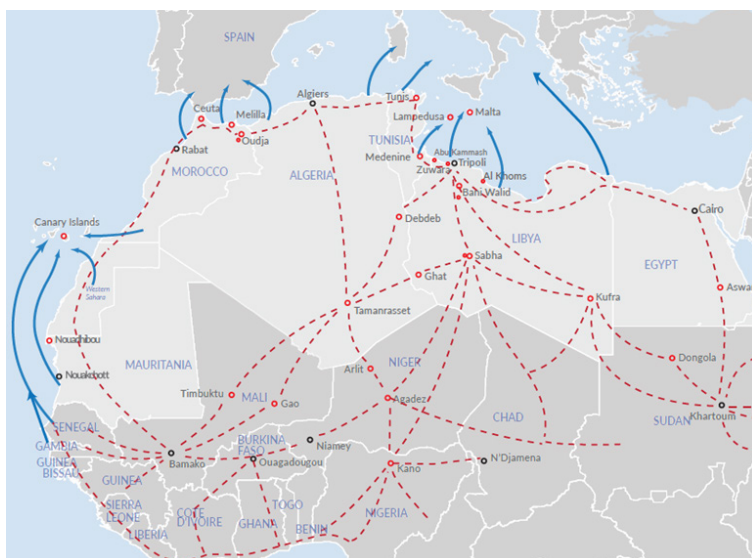 SPAIN
Ceuta
Melilla
Algiers
Tunis
Lampedusa
Malta
Oudja
Rabat
MOROCCO
ALGERIA
TUNISIA
Medenine
Abu Kammash
Zuwara
Tripoli
Al Khoms
Bani Walid
Cairo
Canary Islands
Debdeb
LIBYA
EGYPT
Sabha
Ghat
Western
Sahara
Aswa
Kufra
Tamanrasset
Nouadhibou
Nouakchott
MAURITANIA
Dongola
Arlit
NIGER
Timbuktu
MALI
Gao
Agadez
CHAD
Khartoum
SUDAN
SENEGAL
GAMBIA
GUINEA
BISSAU
BURKINA
FASO
Niamey
Bamako
Ouagadougou
Kano
N'Djamena
GUINEA
SIERRA
LEONE
COTE
D'IVOIRE
GHANA
TOGO
BENIN
NIGERIA
LIBERIA